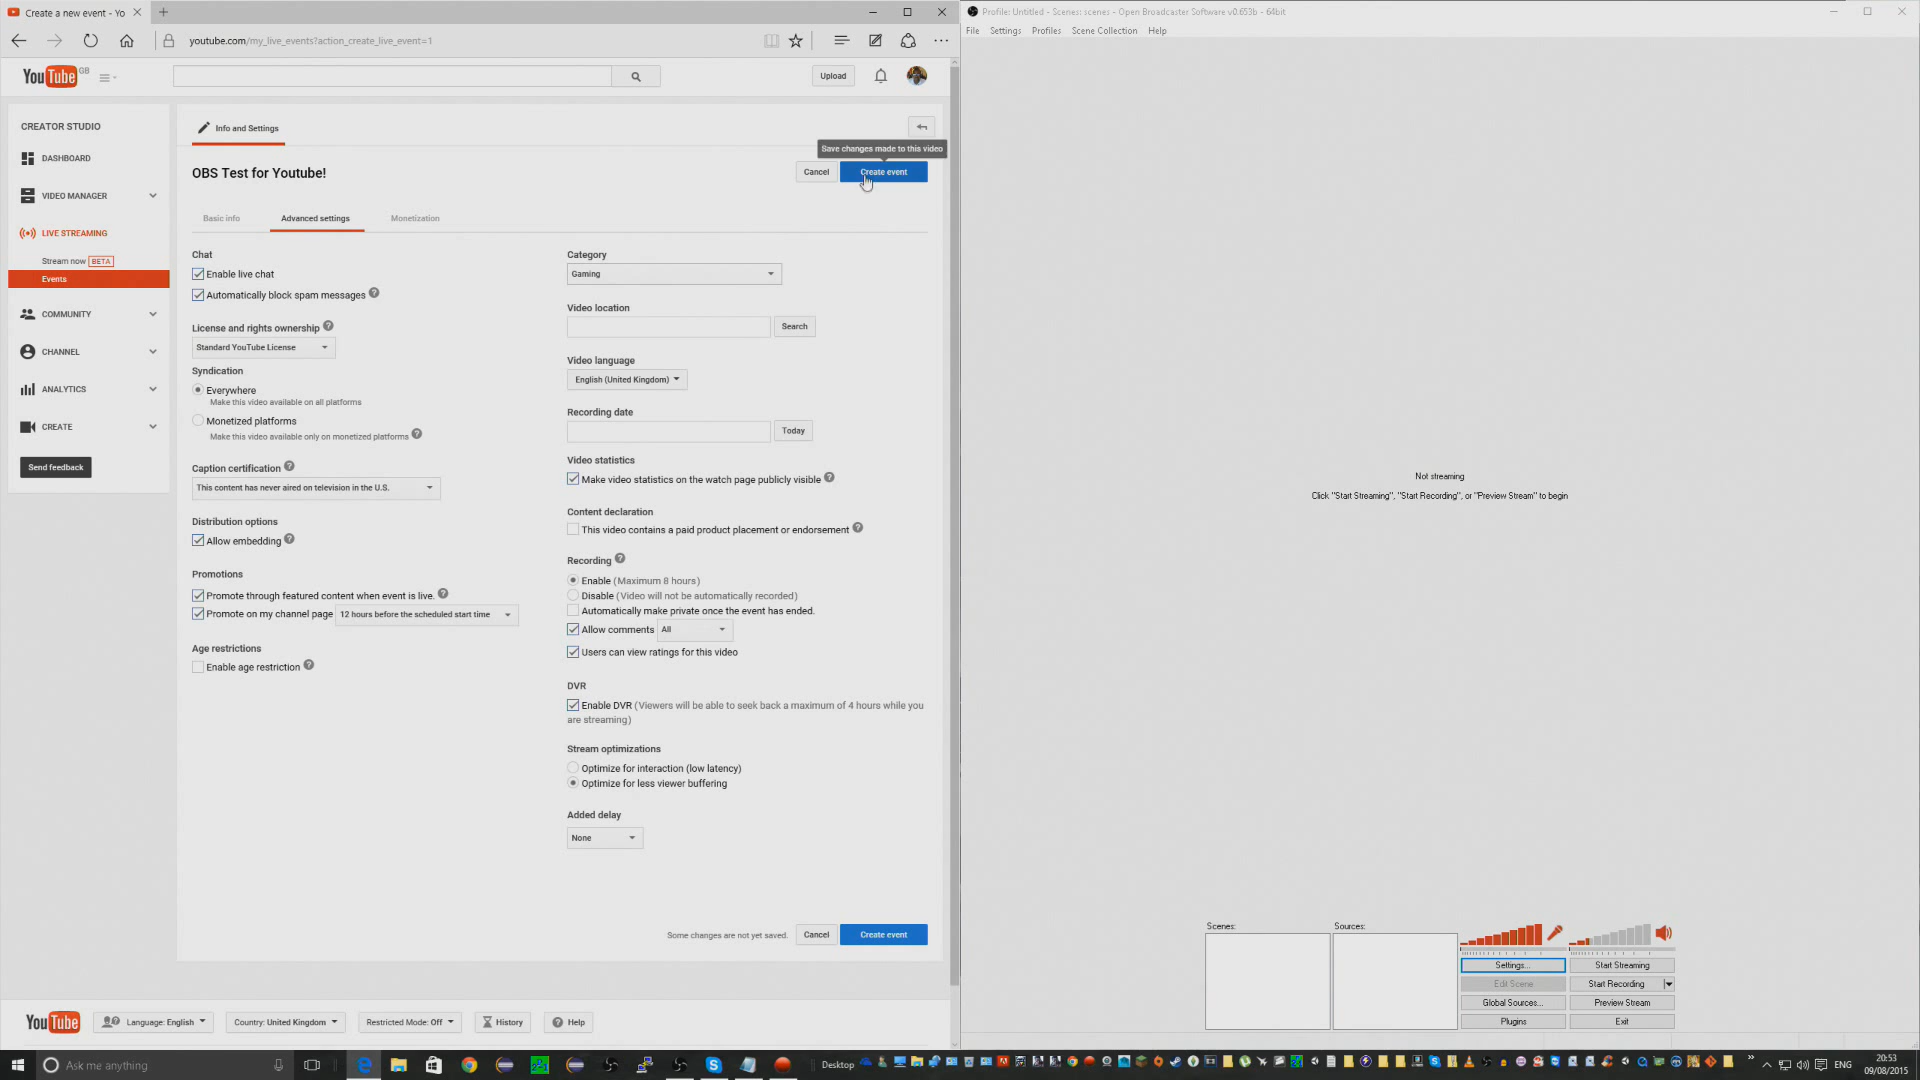 Create a new event - Yo
youtube.com/my_live_events?action_create_live_event=1
YouTube GB
Upload
CREATOR STUDIO
DASHBOARD
VIDEO MANAGER
LIVE STREAMING
Stream now BETA
Events
COMMUNITY
CHANNEL
ANALYTICS
CREATE
Send feedback
Info and Settings
Save changes made to this video
OBS Test for Youtube!
Cancel
Create event
Basic info
Advanced settings
Monetization
Chat
Enable live chat
Automatically block spam messages
License and rights ownership
Standard YouTube License
Syndication
Everywhere
Make this video available on all platforms
Monetized platforms
Make this video available only on monetized platforms
Caption certification
This content has never aired on television in the U.S.
Distribution options
Allow embedding
Promotions
Promote through featured content when event is live.
Promote on my channel page 12 hours before the scheduled start time
Age restrictions
Enable age restriction
Category
Gaming
Video location
Search
Video language
English (United Kingdom)
Recording date
Today
Video statistics
Make video statistics on the watch page publicly visible
Content declaration
This video contains a paid product placement or endorsement
Recording
Enable (Maximum 8 hours)
Disable (Video will not be automatically recorded)
Automatically make private once the event has ended.
Allow comments All
Users can view ratings for this video
DVR
Enable DVR (Viewers will be able to seek back a maximum of 4 hours while you
are streaming)
Stream optimizations
Optimize for interaction (low latency)
Optimize for less viewer buffering
Added delay
None
Some changes are not yet saved.
Cancel
Create event
YouTube
Language: English
Country: United Kingdom
Restricted Mode: Off
History
Help
Profile: Untitled - Scenes: scenes - Open Broadcaster Software v0.653b - 64bit
File Settings Profiles Scene Collection Help
Not streaming
Click "Start Streaming", "Start Recording", or "Preview Stream" to begin
Scenes:
Sources:
Settings...
Start Streaming
Edit Scene
Start Recording
Global Sources...
Preview Stream
Plugins
Exit
Ask me anything
Desktop
ENG
20:53
09/08/2015